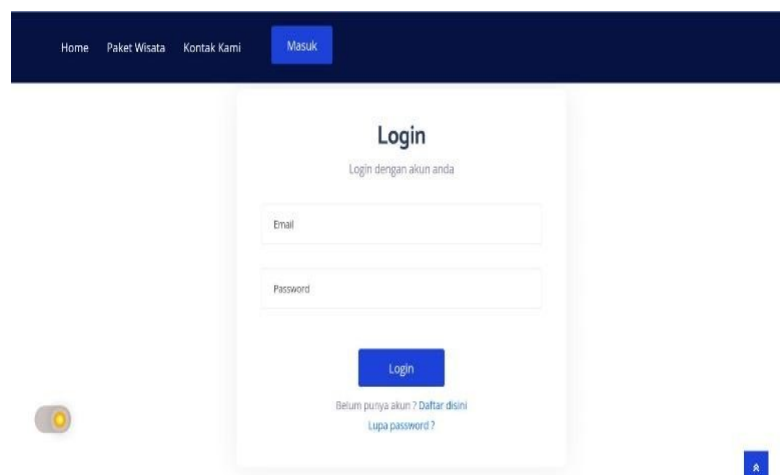 Home Paket Wisata Kontak Kami Masuk
Login
Login dengan akun anda
Email
Password
Login
Belum punya akun ? Daftar disini
Lupa password ?